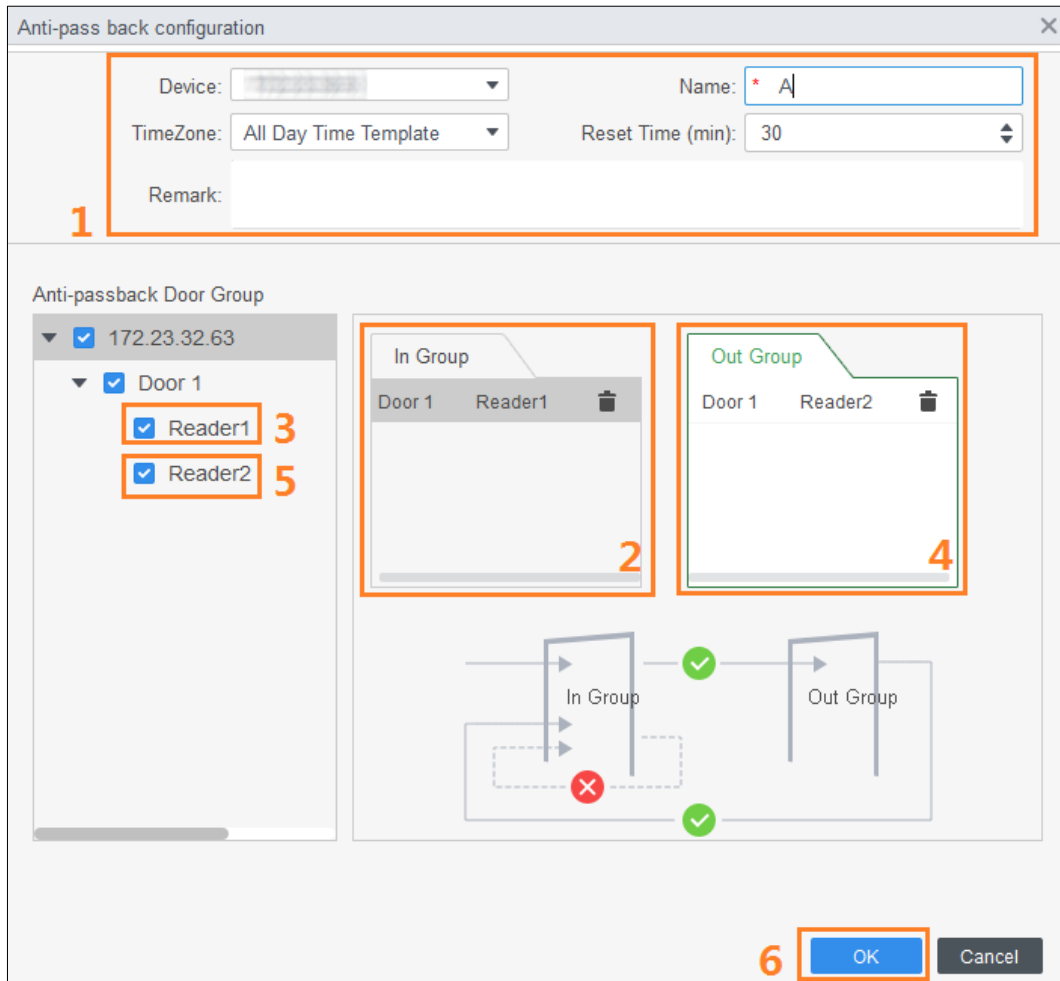 Anti-pass back configuration
Device:
Name: * A
TimeZone: All Day Time Template
Reset Time (min): 30
Remark:
1
Anti-passback Door Group
172.23.32.63
Door 1
Reader1
3
Reader2
5
In Group
Door 1 Reader1
2
Out Group
Door 1 Reader2
4
In Group
Out Group
6
OK
Cancel